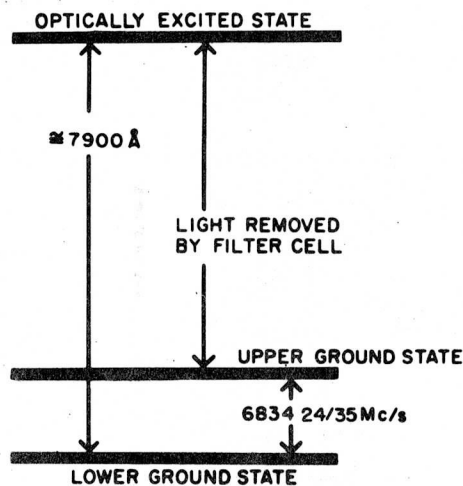 OPTICALLY EXCITED STATE
≅7900 Å
LIGHT REMOVED
BY FILTER CELL
UPPER GROUND STATE
6834 24/35 Mc/s
LOWER GROUND STATE